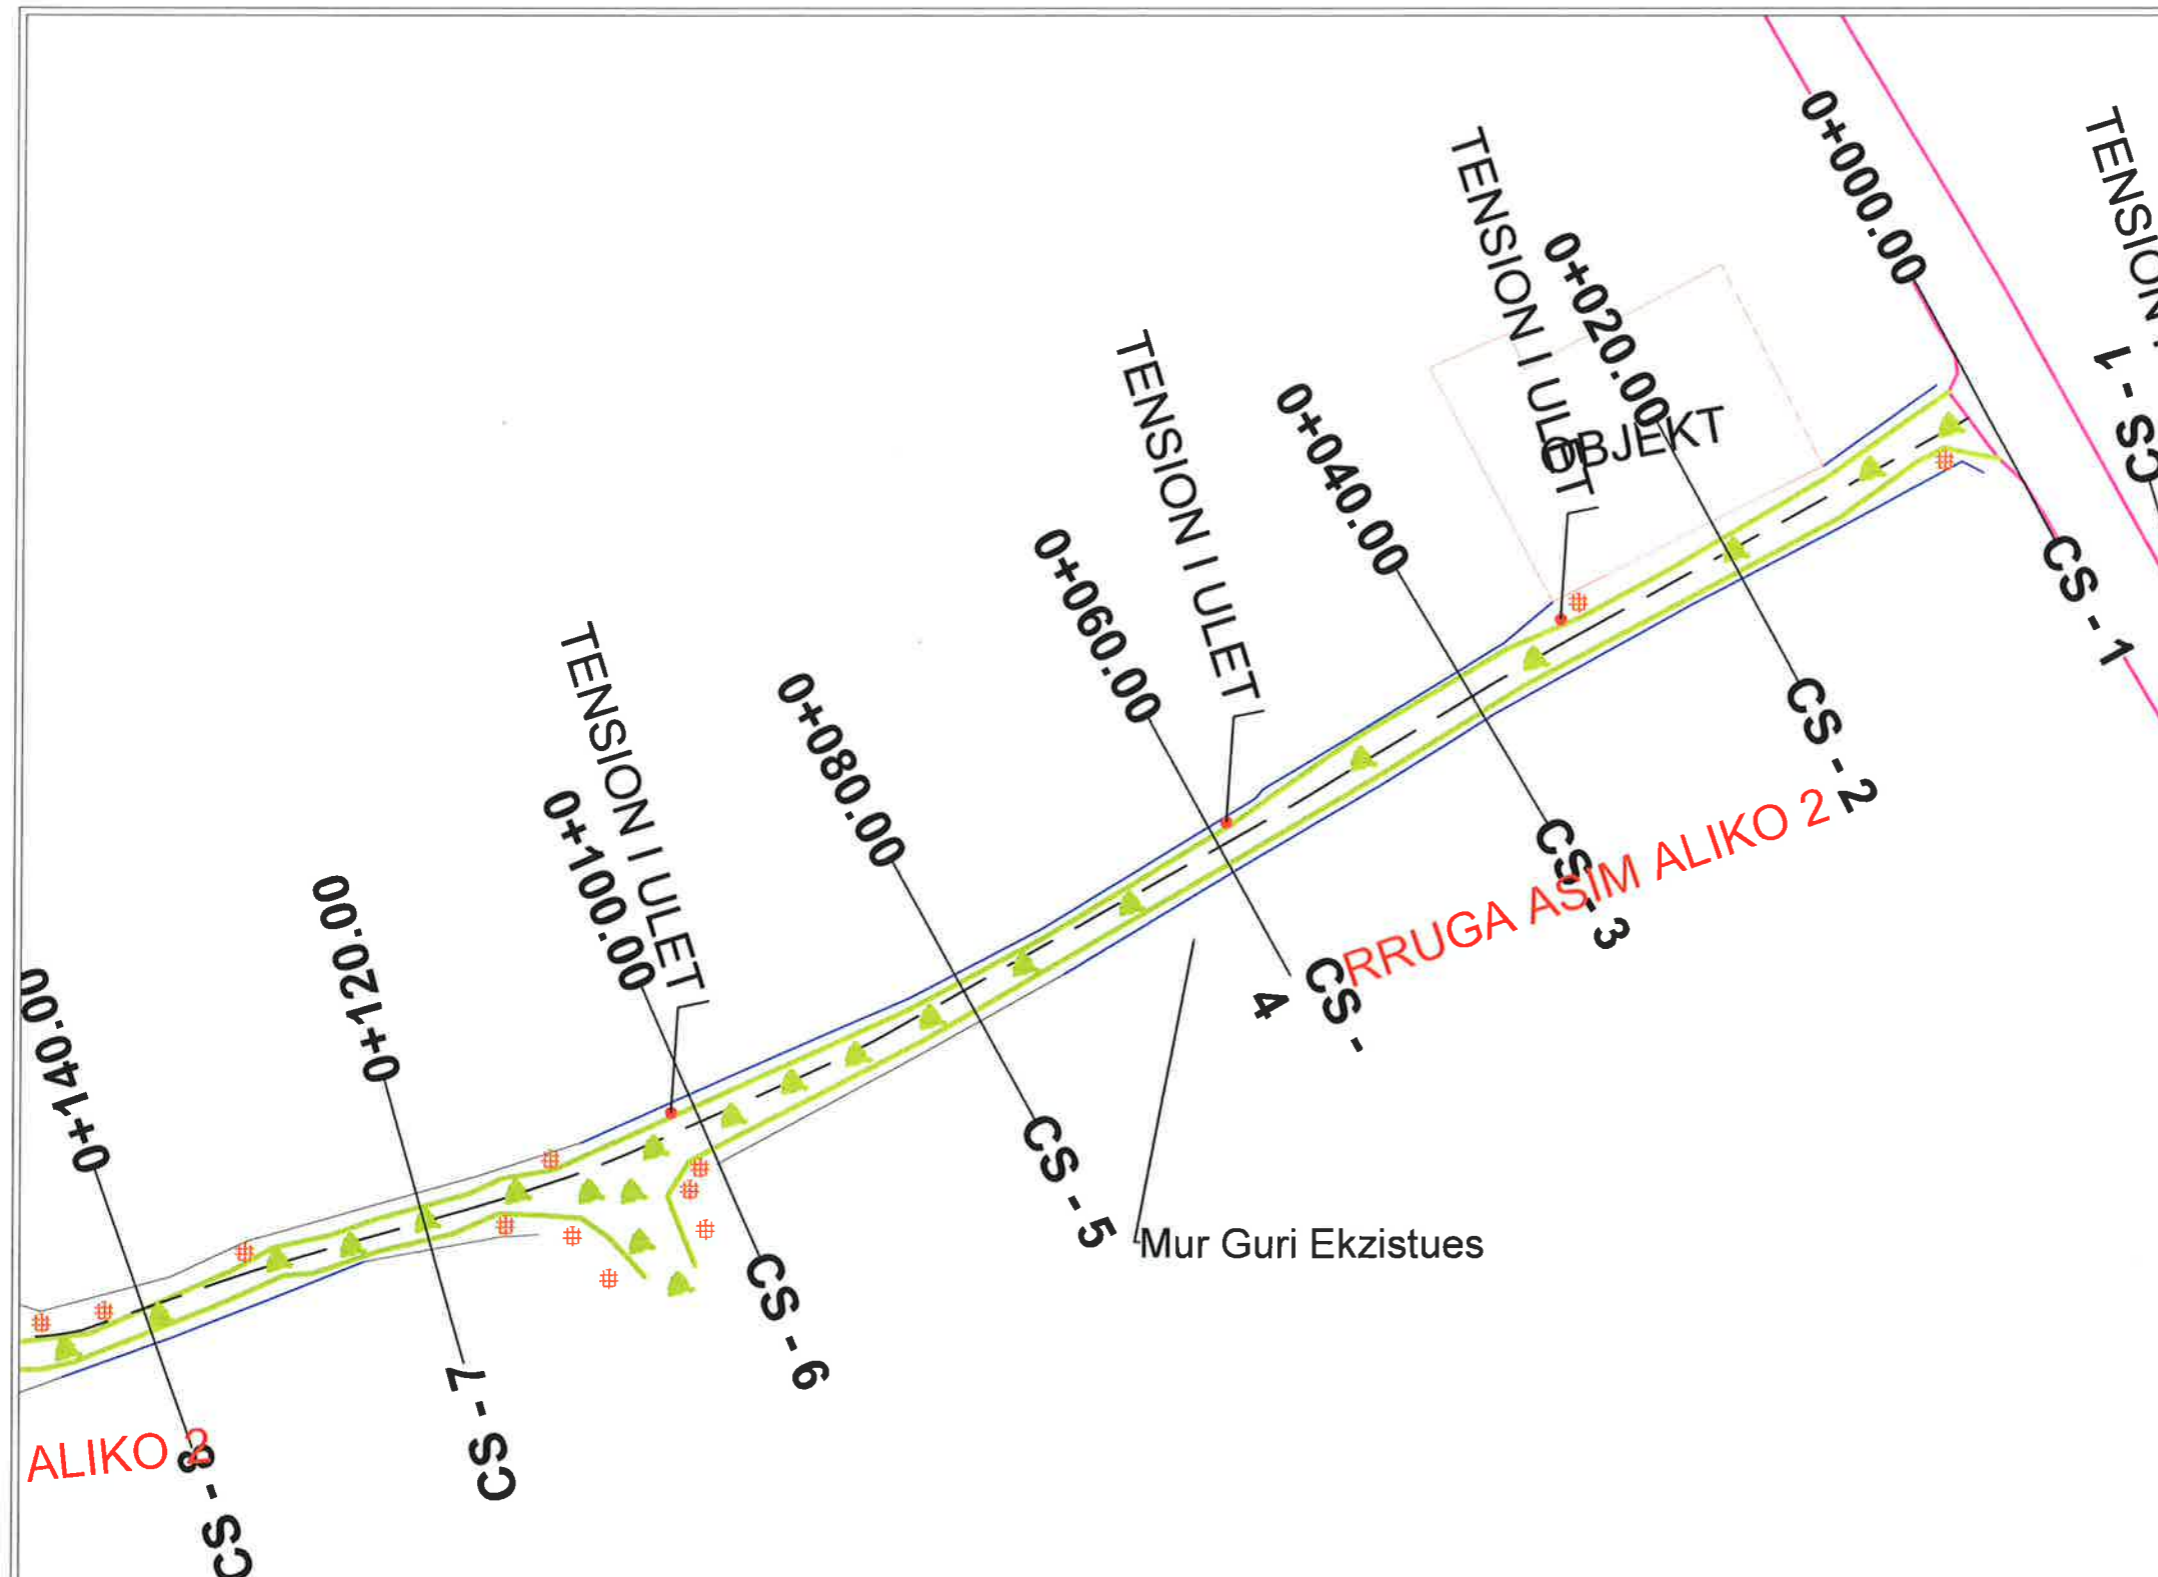 0+000.00
CS - 1
TENSION I
CS - 1
TENSION I ULET
0+020.00
OBJEKT
CS - 2
0+040.00
CS - 3
TENSION I ULET
0+060.00
CS -
4
RRUGA ASIM ALIKO 2
0+080.00
CS - 5
Mur Guri Ekzistues
TENSION I ULET
0+100.00
CS - 6
0+120.00
CS - 7
0+140.00
CS - 8
ALIKO 2